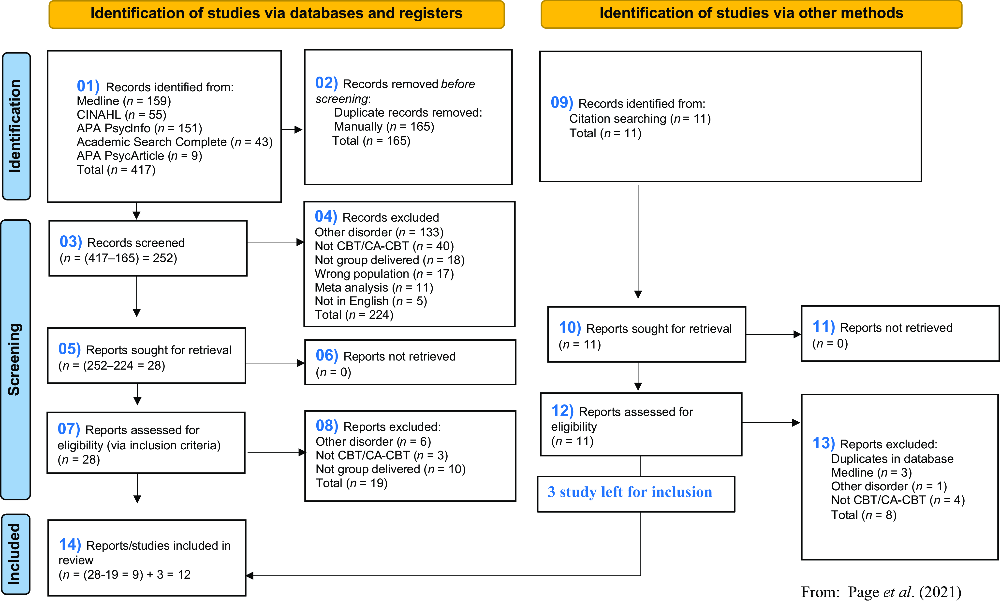 Identification of studies via databases and registers
Identification of studies via other methods
Identification
01) Records identified from:
Medline (n = 159)
CINAHL (n = 55)
APA PsycInfo (n = 151)
Academic Search Complete (n = 43)
APA PsycArticle (n = 9)
Total (n = 417)
02) Records removed before
screening:
Duplicate records removed:
Manually (n = 165)
Total (n = 165)
09) Records identified from:
Citation searching (n = 11)
Total (n = 11)
Screening
03) Records screened
(n = (417–165) = 252)
04) Records excluded
Other disorder (n = 133)
Not CBT/CA-CBT (n = 40)
Not group delivered (n = 18)
Wrong population (n = 17)
Meta analysis (n = 11)
Not in English (n = 5)
Total (n = 224)
05) Reports sought for retrieval
(n = (252–224 = 28)
06) Reports not retrieved
(n = 0)
10) Reports sought for retrieval
(n = 11)
11) Reports not retrieved
(n = 0)
07) Reports assessed for
eligibility (via inclusion criteria)
(n = 28)
08) Reports excluded:
Other disorder (n = 6)
Not CBT/CA-CBT (n = 3)
Not group delivered (n = 10)
Total (n = 19)
12) Reports assessed for
eligibility
(n = 11)
13) Reports excluded:
Duplicates in database
Medline (n = 3)
Other disorder (n = 1)
Not CBT/CA-CBT (n = 4)
Total (n = 8)
3 study left for inclusion
Included
14) Reports/studies included in
review
(n = (28-19 = 9) + 3 = 12
From: Page et al. (2021)